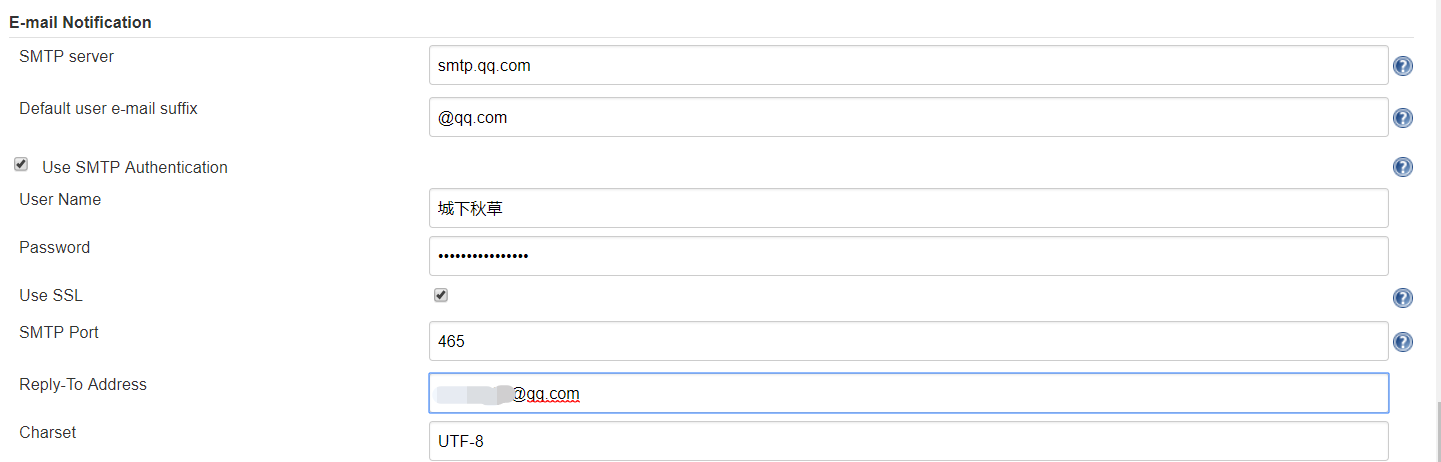 E-mail Notification
SMTP server
smtp.qq.com
Default user e-mail suffix
@qq.com
Use SMTP Authentication
User Name
城下秋草
Password
••••••••••••••••
Use SSL
SMTP Port
465
Reply-To Address
@qq.com
Charset
UTF-8